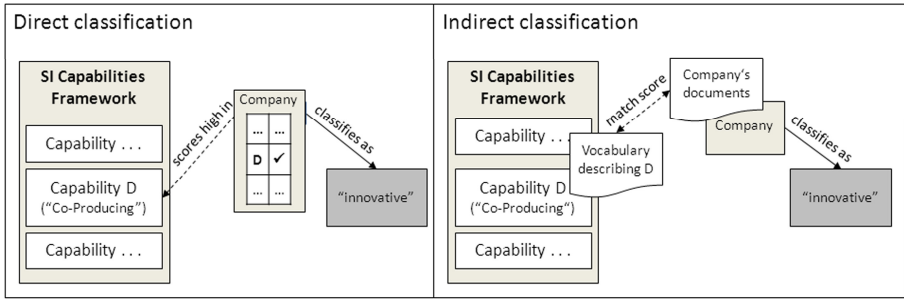 Direct classification
SI Capabilities
Framework
Capability . . .
Capability D
(“Co-Producing”)
Capability . . .
scores high in
Company
... ...
D ✓
... ...
classifies as
“innovative”
Indirect classification
SI Capabilities
Framework
Capability . . .
Capability D
(“Co-Producing“)
Capability . . .
Vocabulary
describing D
match score
Company‘s
documents
Company
classifies as
“innovative”